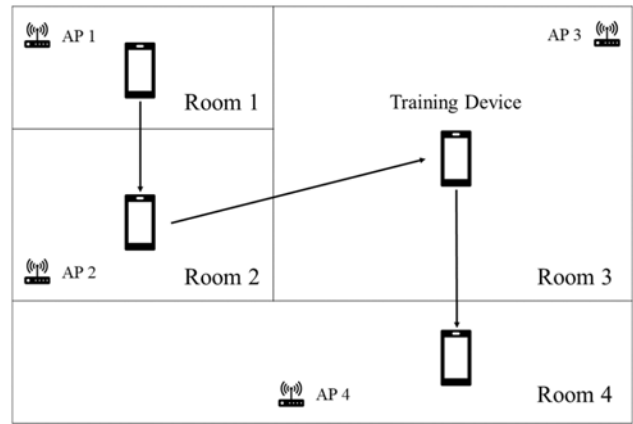 AP 1
AP 3
Room 1
Training Device
AP 2
Room 2
Room 3
AP 4
Room 4